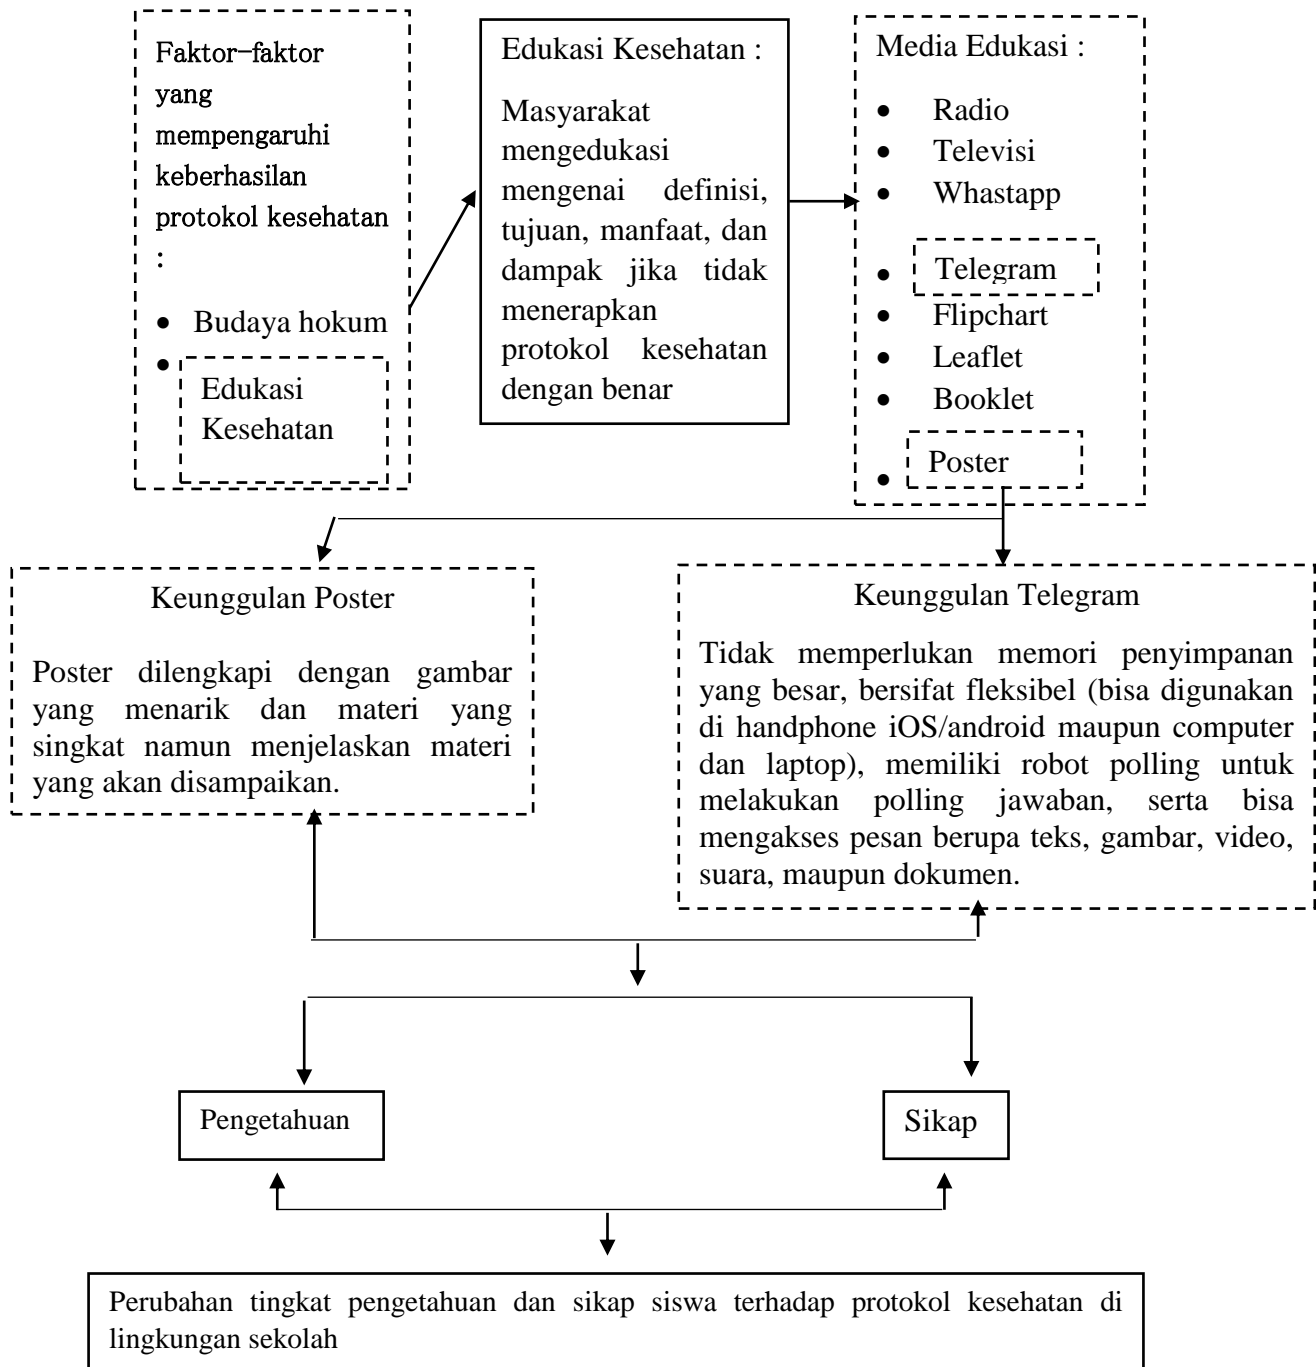 Faktor-faktor
yang
mempengaruhi
keberhasilan
protokol kesehatan
:
• Budaya hokum
• Edukasi
Kesehatan
Edukasi Kesehatan :
Masyarakat
mengedukasi
mengenai definisi,
tujuan, manfaat, dan
dampak jika tidak
menerapkan
protokol kesehatan
dengan benar
Media Edukasi :
• Radio
• Televisi
• Whastapp
• Telegram
• Flipchart
• Leaflet
• Booklet
• Poster
Keunggulan Poster
Poster dilengkapi dengan gambar
yang menarik dan materi yang
singkat namun menjelaskan materi
yang akan disampaikan.
Keunggulan Telegram
Tidak memperlukan memori penyimpanan
yang besar, bersifat fleksibel (bisa digunakan
di handphone iOS/android maupun computer
dan laptop), memiliki robot polling untuk
melakukan polling jawaban, serta bisa
mengakses pesan berupa teks, gambar, video,
suara, maupun dokumen.
Pengetahuan
Sikap
Perubahan tingkat pengetahuan dan sikap siswa terhadap protokol kesehatan di
lingkungan sekolah